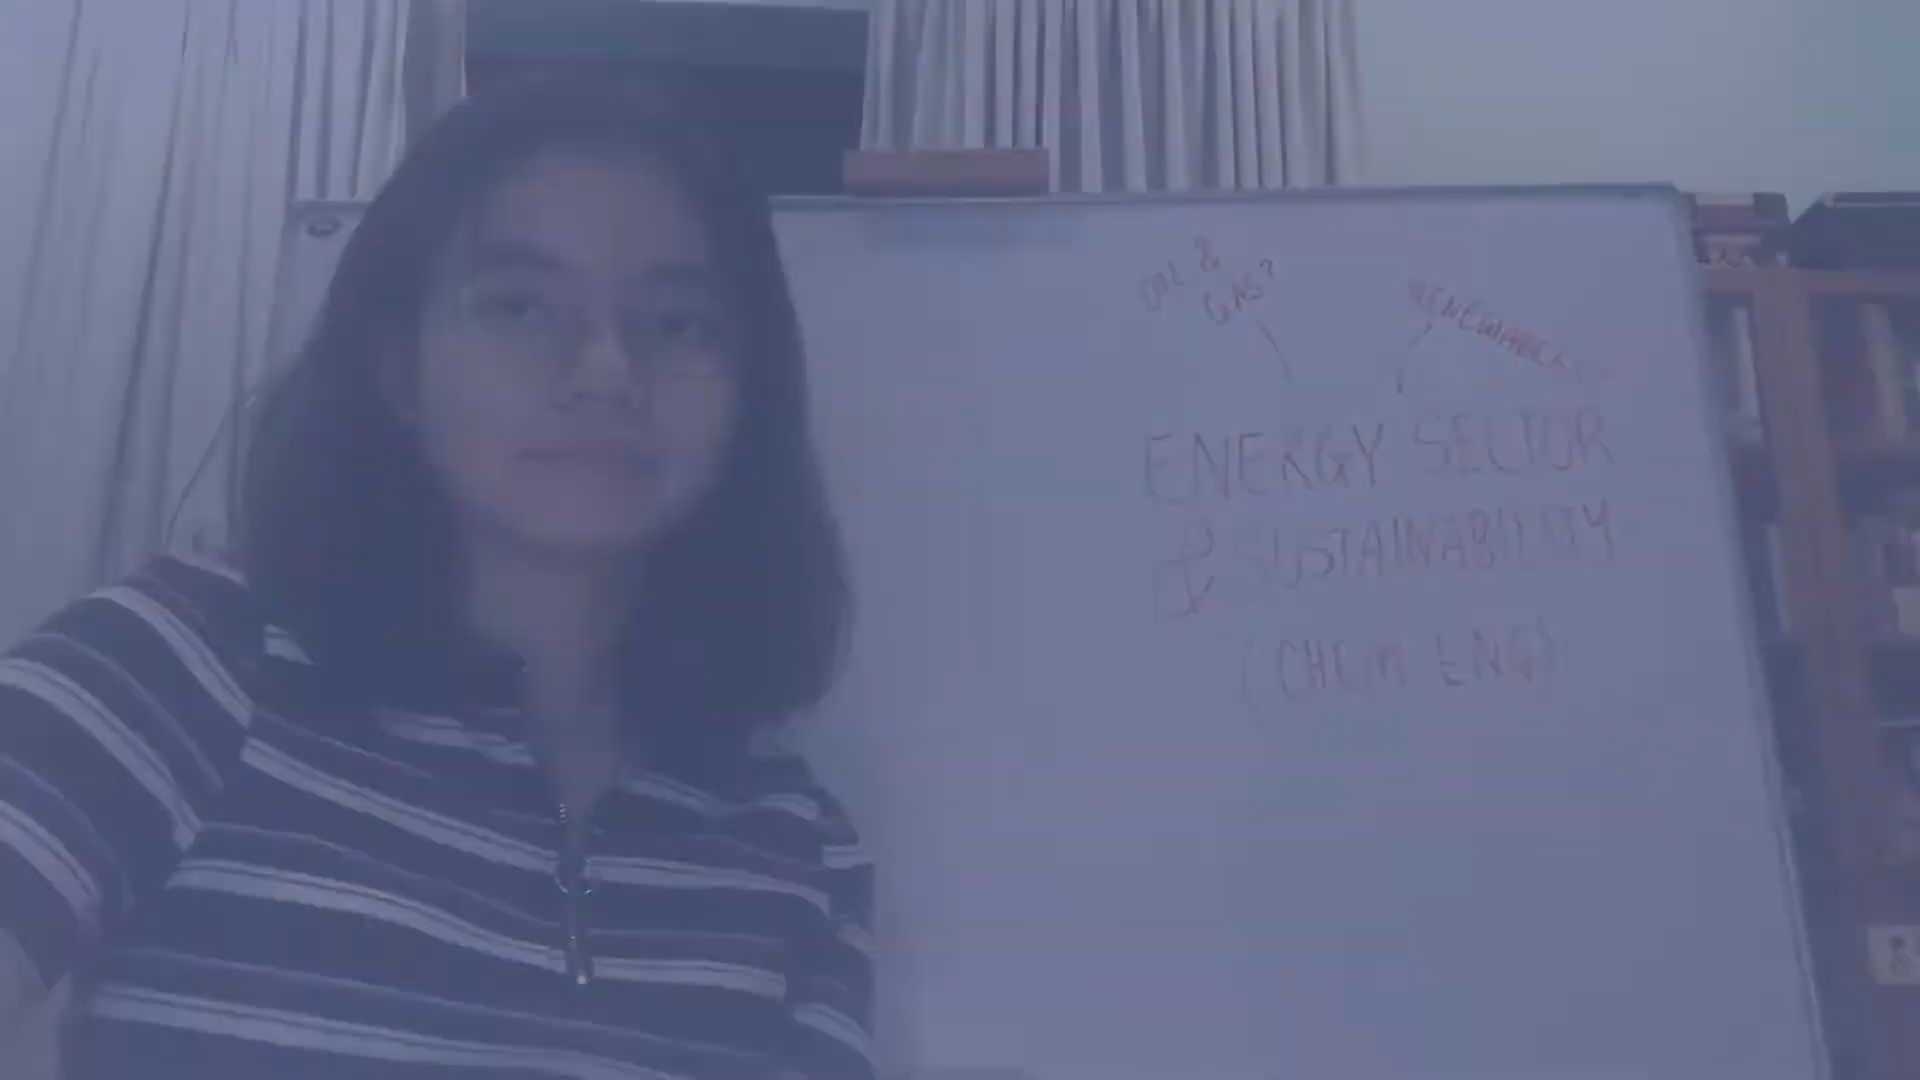 OIL &
GAS?
RENEWABLES?
ENERGY SECTOR
& SUSTAINABILITY
(CHEM ENG)